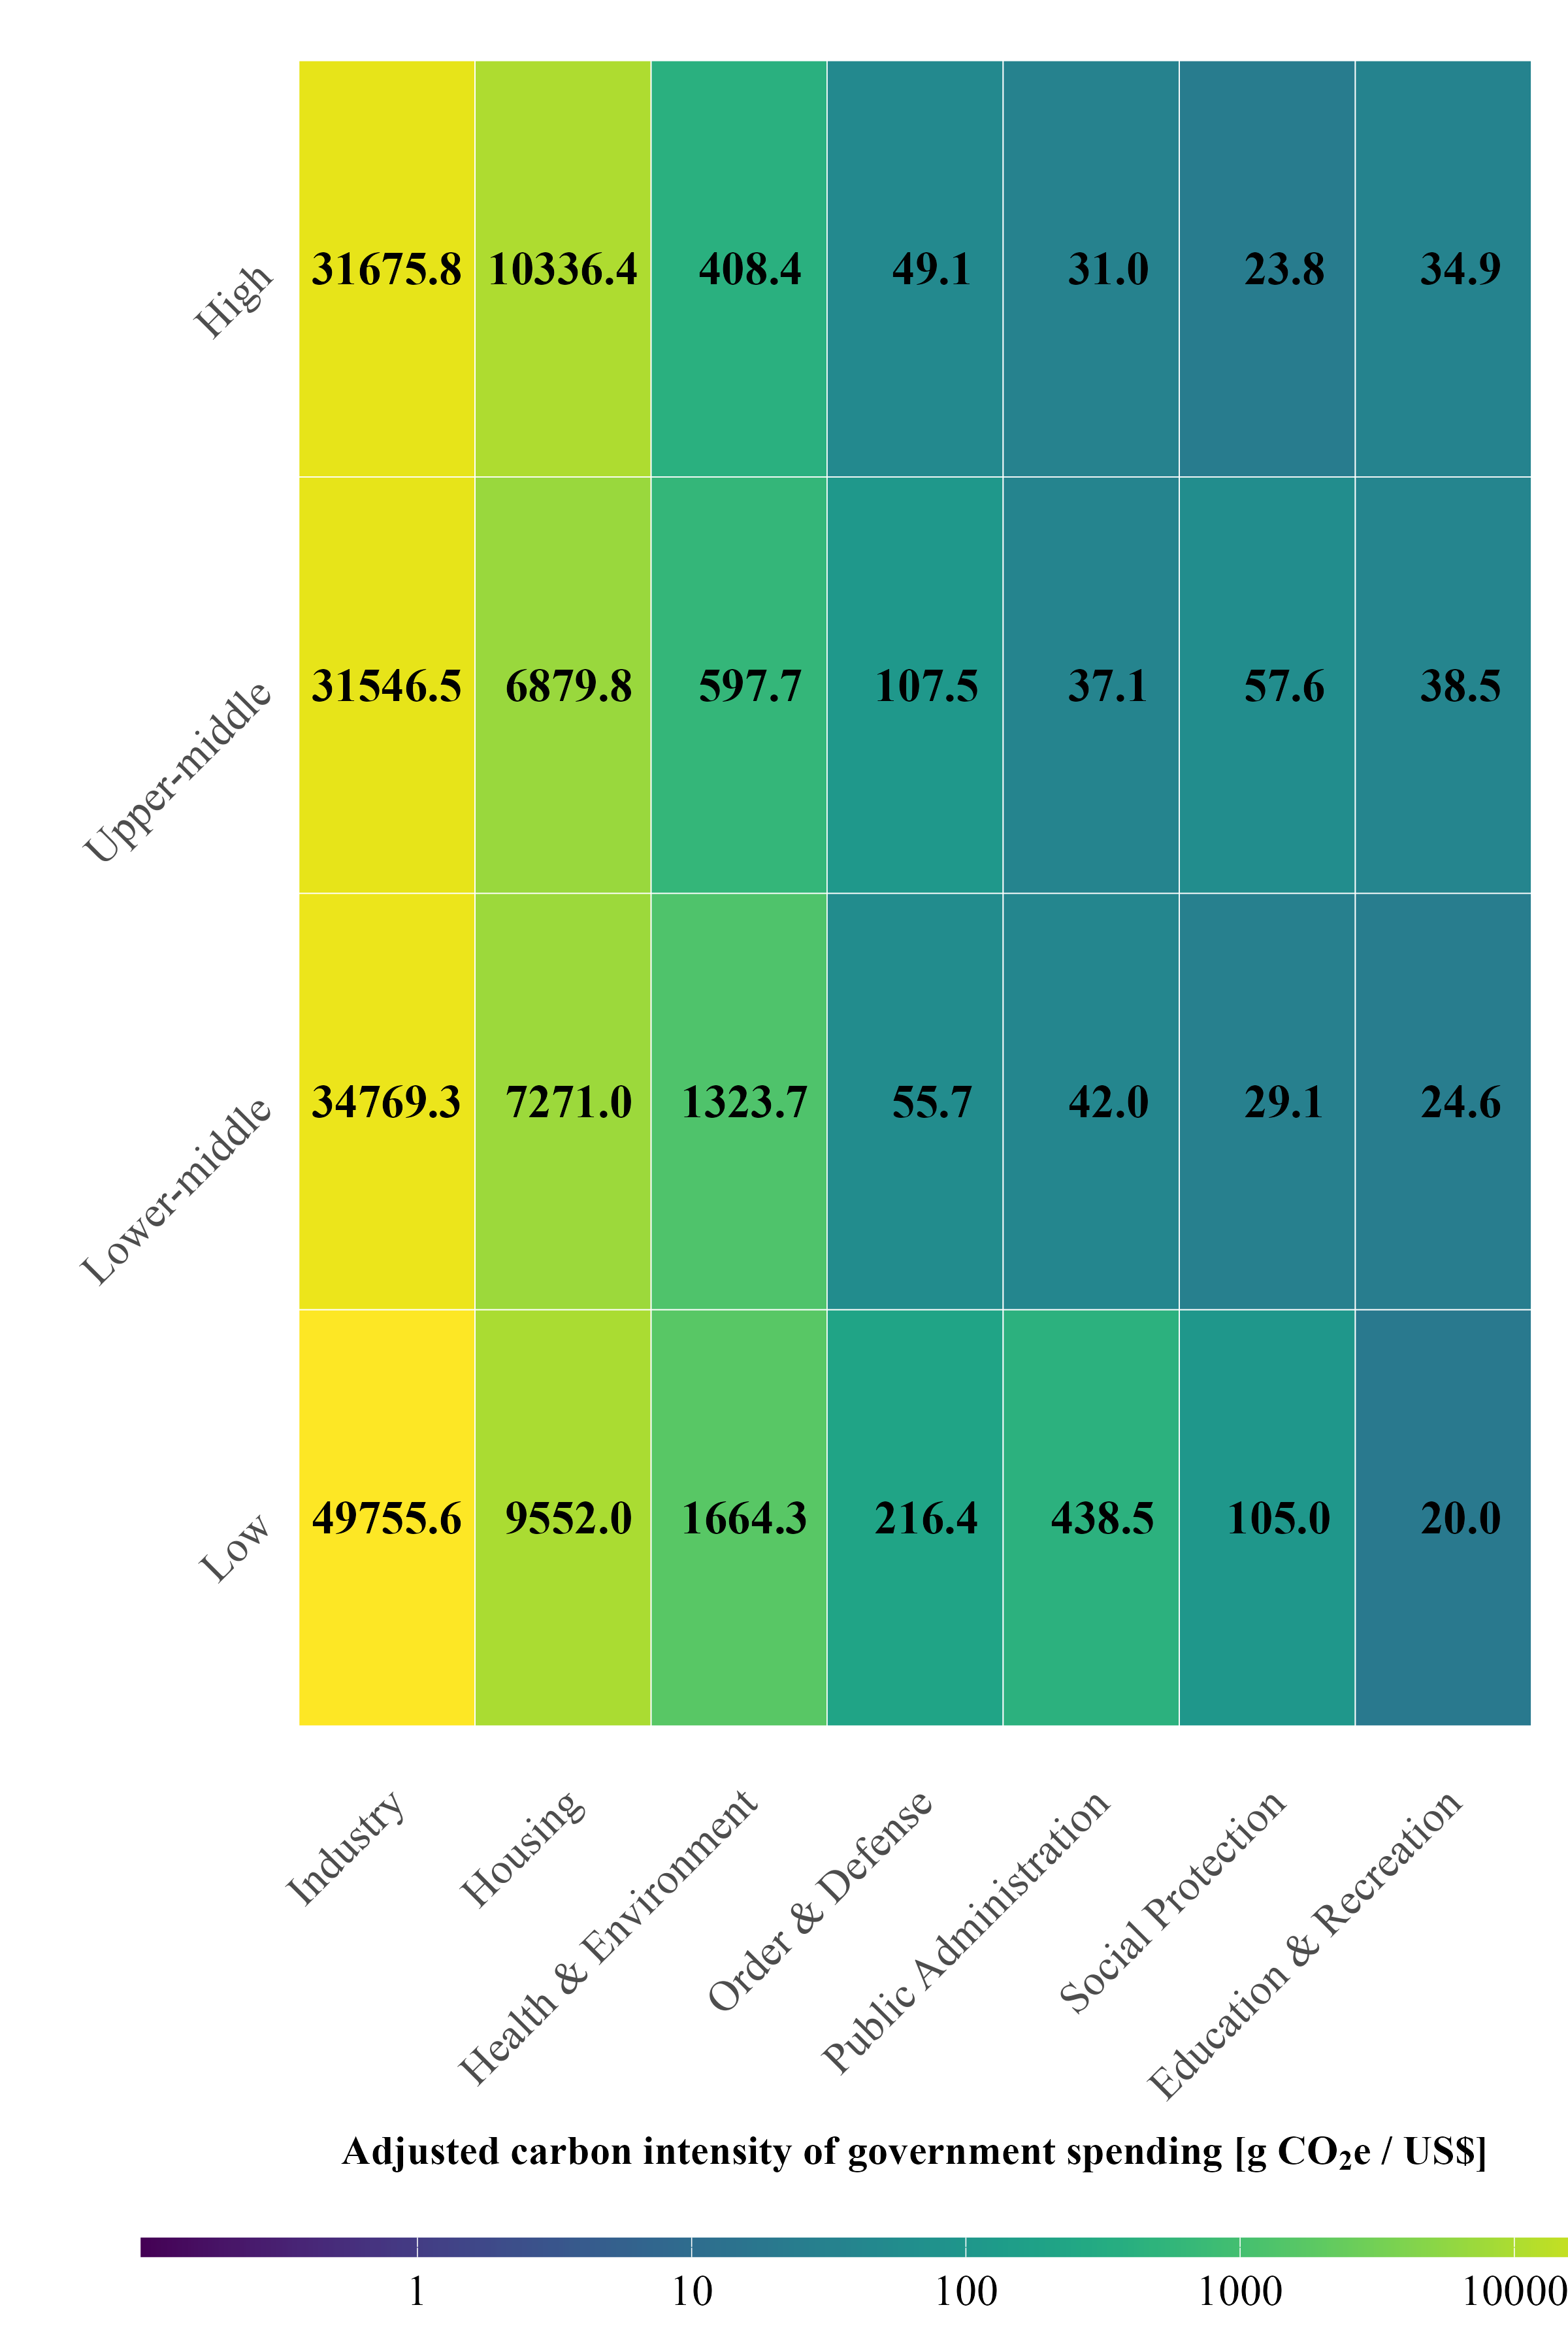 High 31675.8 10336.4 408.4 49.1 31.0 23.8 34.9
Upper-middle 31546.5 6879.8 597.7 107.5 37.1 57.6 38.5
Lower-middle 34769.3 7271.0 1323.7 55.7 42.0 29.1 24.6
Low 49755.6 9552.0 1664.3 216.4 438.5 105.0 20.0
Industry
Housing
Health & Environment
Order & Defense
Public Administration
Social Protection
Education & Recreation
Adjusted carbon intensity of government spending [g CO₂e / US$]
1 10 100 1000 10000